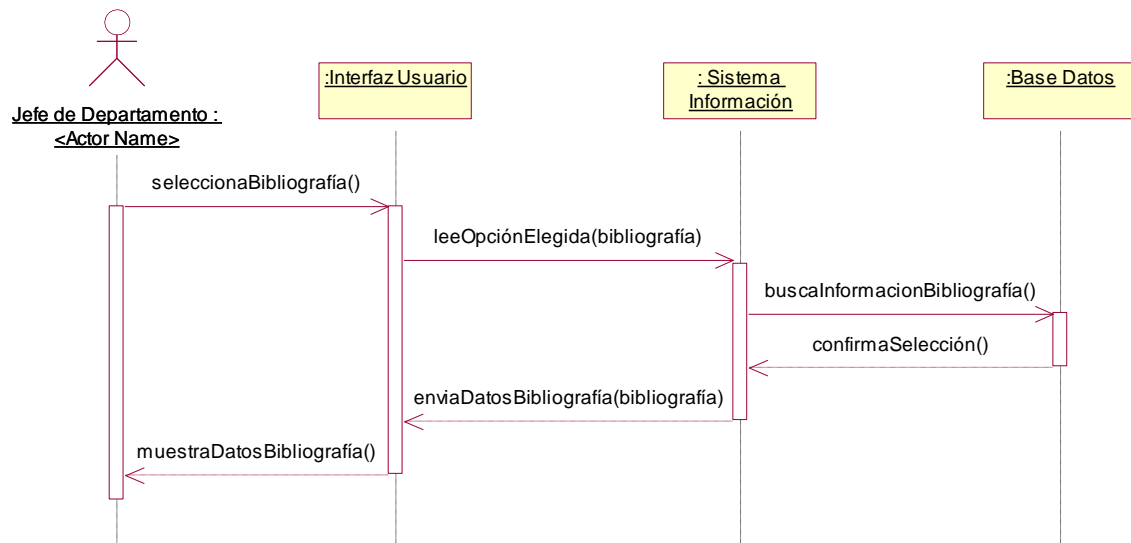 :Interfaz Usuario
: Sistema
Información
:Base Datos
Jefe de Departamento :
<Actor Name>
seleccionaBibliografía()
leeOpciónElegida(bibliografía)
buscaInformacionBibliografía()
confirmaSelección()
enviaDatosBibliografía(bibliografía)
muestraDatosBibliografía()